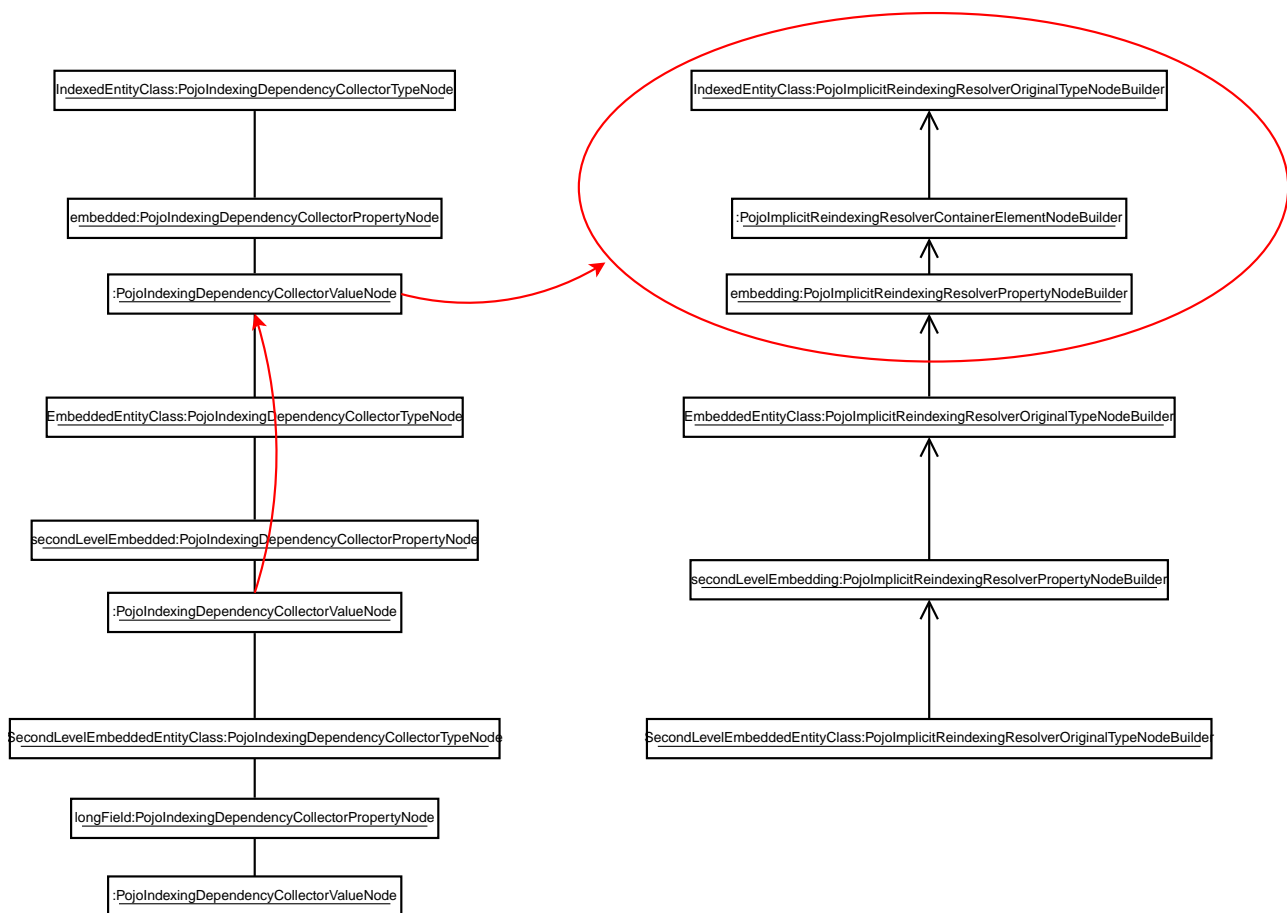 IndexedEntityClass:PojoIndexingDependencyCollectorTypeNode
embedded:PojoIndexingDependencyCollectorPropertyNode
:PojoIndexingDependencyCollectorValueNode
EmbeddedEntityClass:PojoIndexingDependencyCollectorTypeNode
secondLevelEmbedded:PojoIndexingDependencyCollectorPropertyNode
:PojoIndexingDependencyCollectorValueNode
SecondLevelEmbeddedEntityClass:PojoIndexingDependencyCollectorTypeNode
longField:PojoIndexingDependencyCollectorPropertyNode
:PojoIndexingDependencyCollectorValueNode
IndexedEntityClass:PojoImplicitReindexingResolverOriginalTypeNodeBuilder
:PojoImplicitReindexingResolverContainerElementNodeBuilder
embedding:PojoImplicitReindexingResolverPropertyNodeBuilder
EmbeddedEntityClass:PojoImplicitReindexingResolverOriginalTypeNodeBuilder
secondLevelEmbedding:PojoImplicitReindexingResolverPropertyNodeBuilder
SecondLevelEmbeddedEntityClass:PojoImplicitReindexingResolverOriginalTypeNodeBuilder